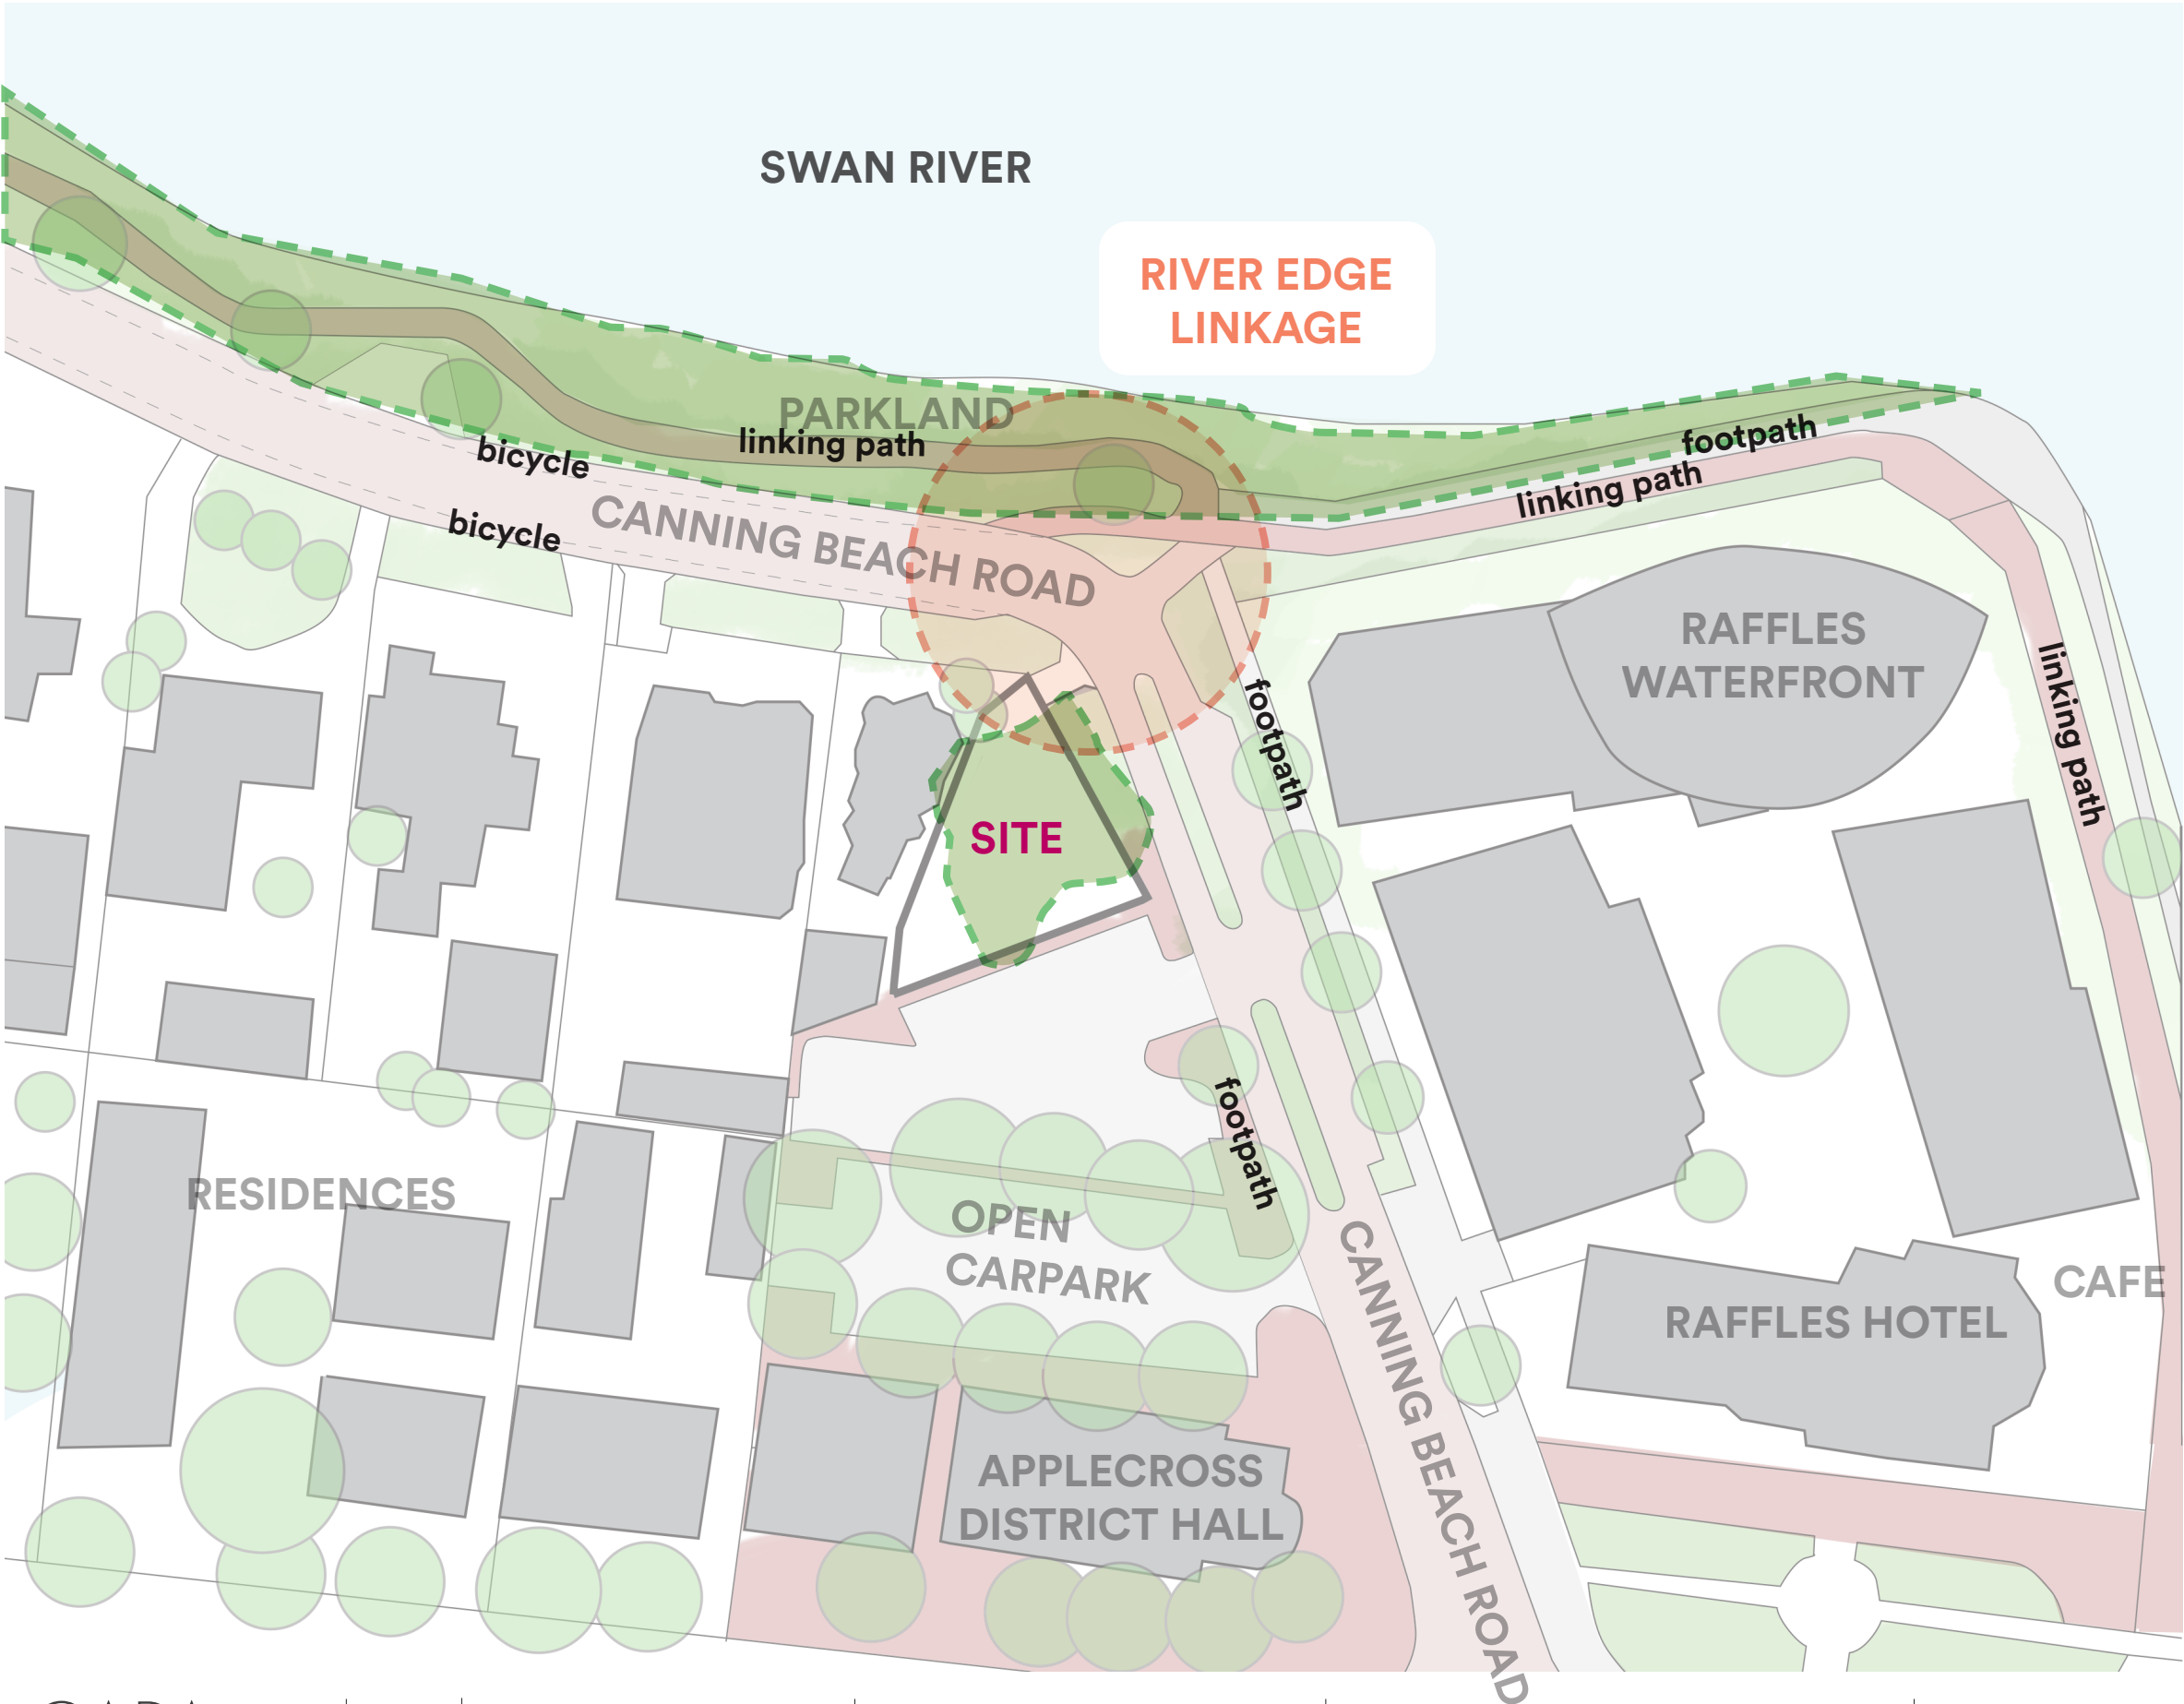 SWAN RIVER
RIVER EDGE
LINKAGE
PARKLAND
linking path
footpath
bicycle
linking path
CANNING BEACH ROAD
bicycle
RAFFLES
WATERFRONT
footpath
linking path
SITE
footpath
RESIDENCES
OPEN
CARPARK
CANNING BEACH ROAD
CAFE
RAFFLES HOTEL
APPLECROSS
DISTRICT HALL